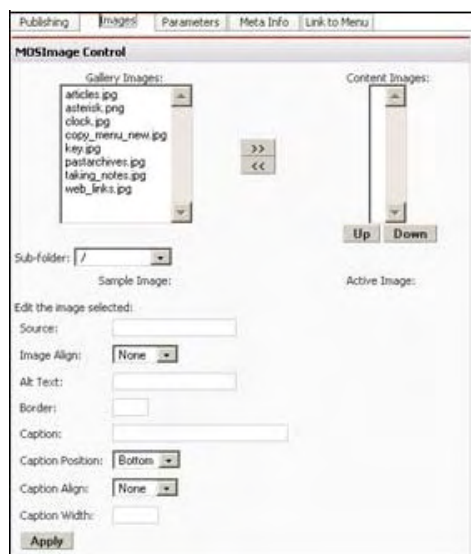 Publishing Images Parameters Meta Info Link to Menu
MOSImage Control
Gallery Images: Content Images:
articles.jpg
asterisk.png
clock.jpg
copy_menu_new.jpg
key.jpg
pastarchives.jpg
taking_notes.jpg
web_links.jpg
>>
<<
Up Down
Sub-folder: /
Sample Image: Active Image:
Edit the image selected:
Source:
Image Align: None
Alt Text:
Border:
Caption:
Caption Position: Bottom
Caption Align: None
Caption Width:
Apply